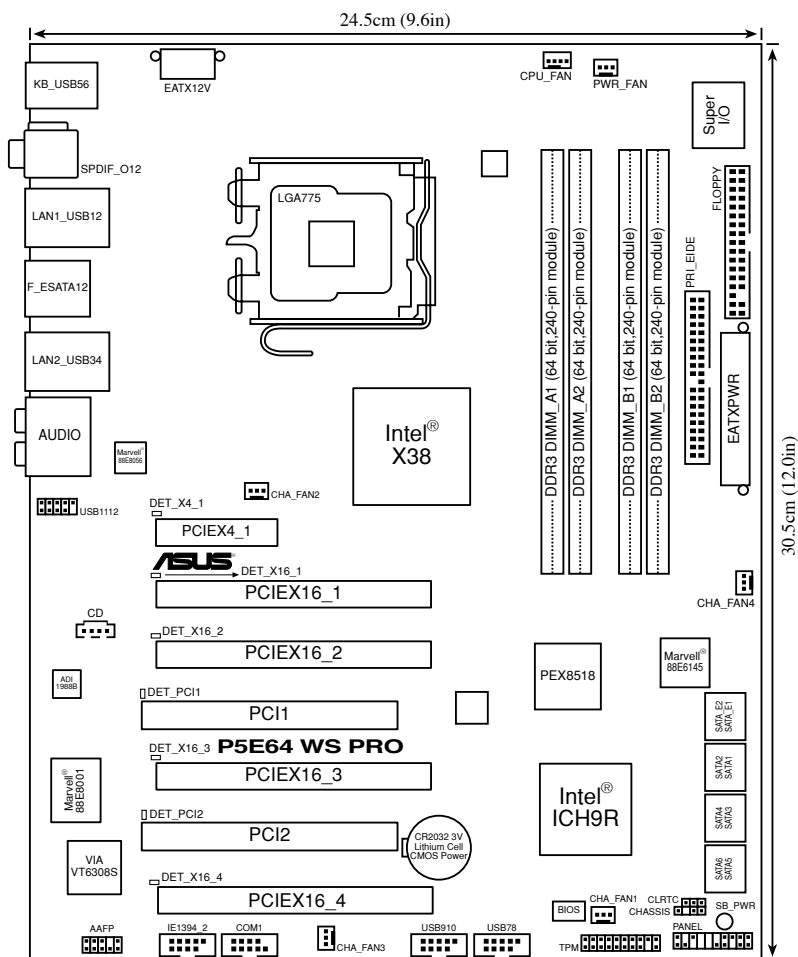 24.5cm (9.6in)
KB_USB56
EATX12V
CPU_FAN
PWR_FAN
Super I/O
SPDIF_O12
LGA775
FLOPPY
LAN1_USB12
F_ESATA12
LAN2_USB34
AUDIO
Marvell®
88E8056
Intel®
X38
DDR3 DIMM_A1 (64 bit,240-pin module)
DDR3 DIMM_A2 (64 bit,240-pin module)
DDR3 DIMM_B1 (64 bit,240-pin module)
DDR3 DIMM_B2 (64 bit,240-pin module)
PRI_EIDE
EATXPWR
30.5cm (12.0in)
USB1112
CHA_FAN2
DET_X4_1
PCIEX4_1
ASUS
DET_X16_1
PCIEX16_1
CHA_FAN4
CD
DET_X16_2
PCIEX16_2
PEX8518
Marvell®
88E6145
ADI
1988B
DET_PCI1
PCI1
SATA_E2
SATA_E1
DET_X16_3
P5E64 WS PRO
PCIEX16_3
SATA2
SATA1
Marvell®
88E8001
Intel®
ICH9R
DET_PCI2
PCI2
CR2032 3V
Lithium Cell
CMOS Power
SATA4
SATA3
VIA
VT6308S
SATA6
SATA5
DET_X16_4
PCIEX16_4
BIOS
CHA_FAN1
CLRTC
CHASSIS
SB_PWR
AAFP
IE1394_2
COM1
CHA_FAN3
USB910
USB78
TPM
PANEL